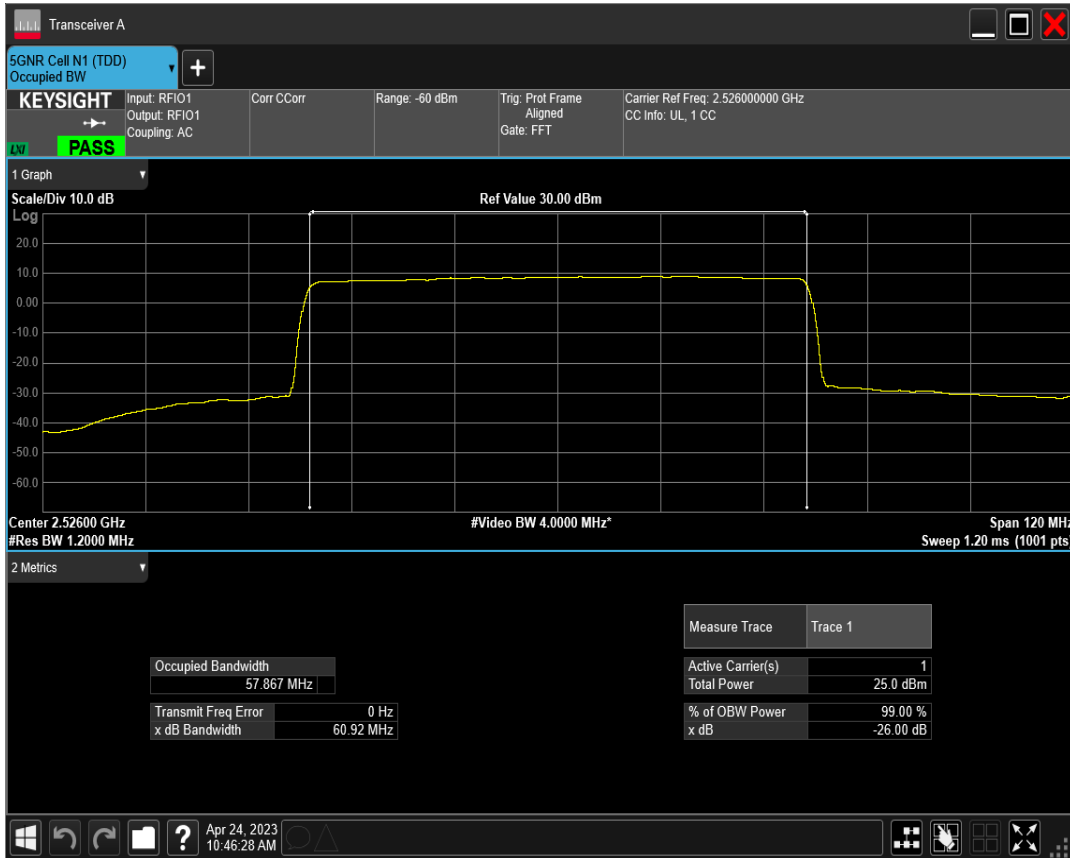 Transceiver A
5GNR Cell N1 (TDD)
Occupied BW
+
KEYSIGHT
LXI
PASS
Input: RFIO1
Output: RFIO1
Coupling: AC
Corr CCorr
Range: -60 dBm
Trig: Prot Frame
Aligned
Gate: FFT
Carrier Ref Freq: 2.526000000 GHz
CC Info: UL, 1 CC
1 Graph
Scale/Div 10.0 dB
Ref Value 30.00 dBm
Log
20.0
10.0
0.00
-10.0
-20.0
-30.0
-40.0
-50.0
-60.0
Center 2.52600 GHz
#Video BW 4.0000 MHz*
Span 120 MHz
#Res BW 1.2000 MHz
Sweep 1.20 ms (1001 pts)
2 Metrics
Measure Trace Trace 1
Occupied Bandwidth
57.867 MHz
Active Carrier(s) 1
Total Power 25.0 dBm
Transmit Freq Error 0 Hz
x dB Bandwidth 60.92 MHz
% of OBW Power 99.00 %
x dB -26.00 dB
?
Apr 24, 2023
10:46:28 AM